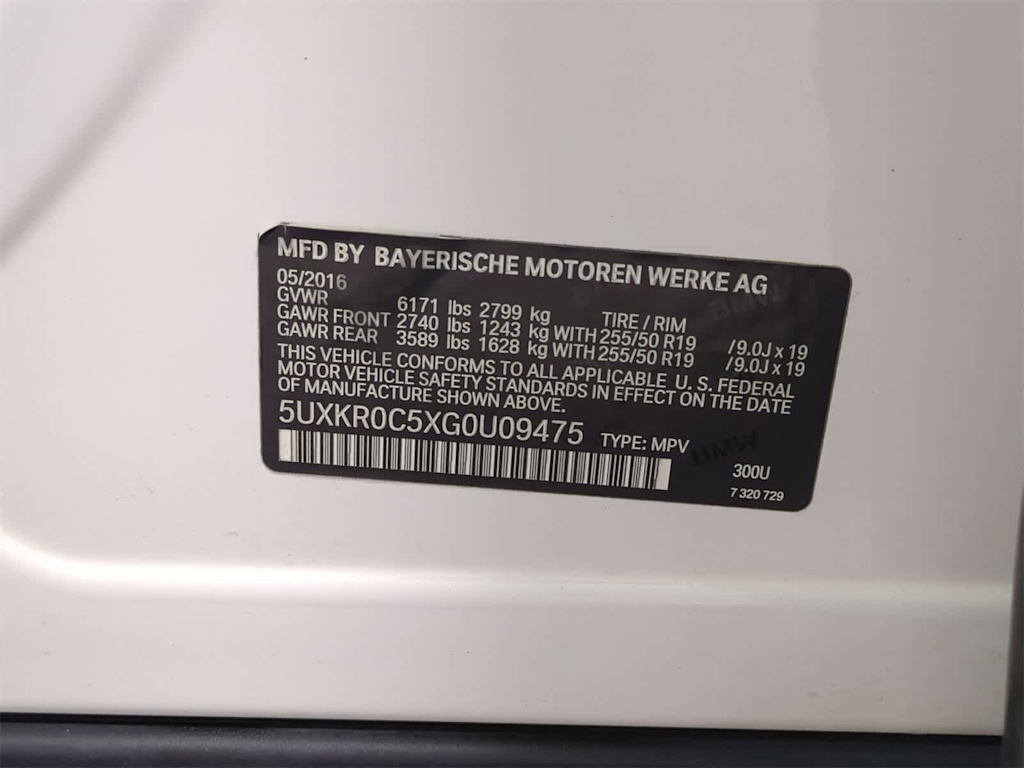 MFD BY BAYERISCHE MOTOREN WERKE AG
05/2016
GVWR 6171 lbs 2799 kg TIRE / RIM
GAWR FRONT 2740 lbs 1243 kg WITH 255/50 R19 /9.0J x 19
GAWR REAR 3589 lbs 1628 kg WITH 255/50 R19 /9.0J x 19
THIS VEHICLE CONFORMS TO ALL APPLICABLE U. S. FEDERAL
MOTOR VEHICLE SAFETY STANDARDS IN EFFECT ON THE DATE
OF MANUFACTURE SHOWN ABOVE.
5UXKR0C5XG0U09475 TYPE: MPV
BMW
BMW
300U
7 320 729